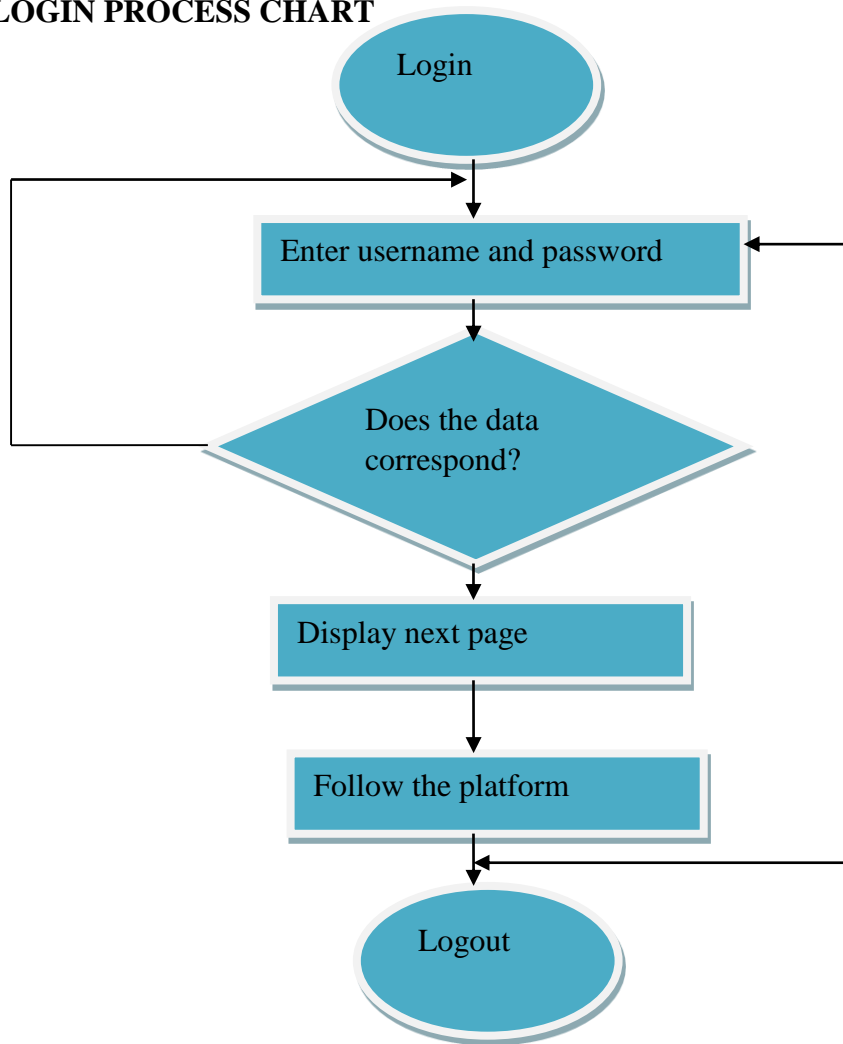 LOGIN PROCESS CHART
Login
Enter username and password
Does the data
correspond?
Display next page
Follow the platform
Logout